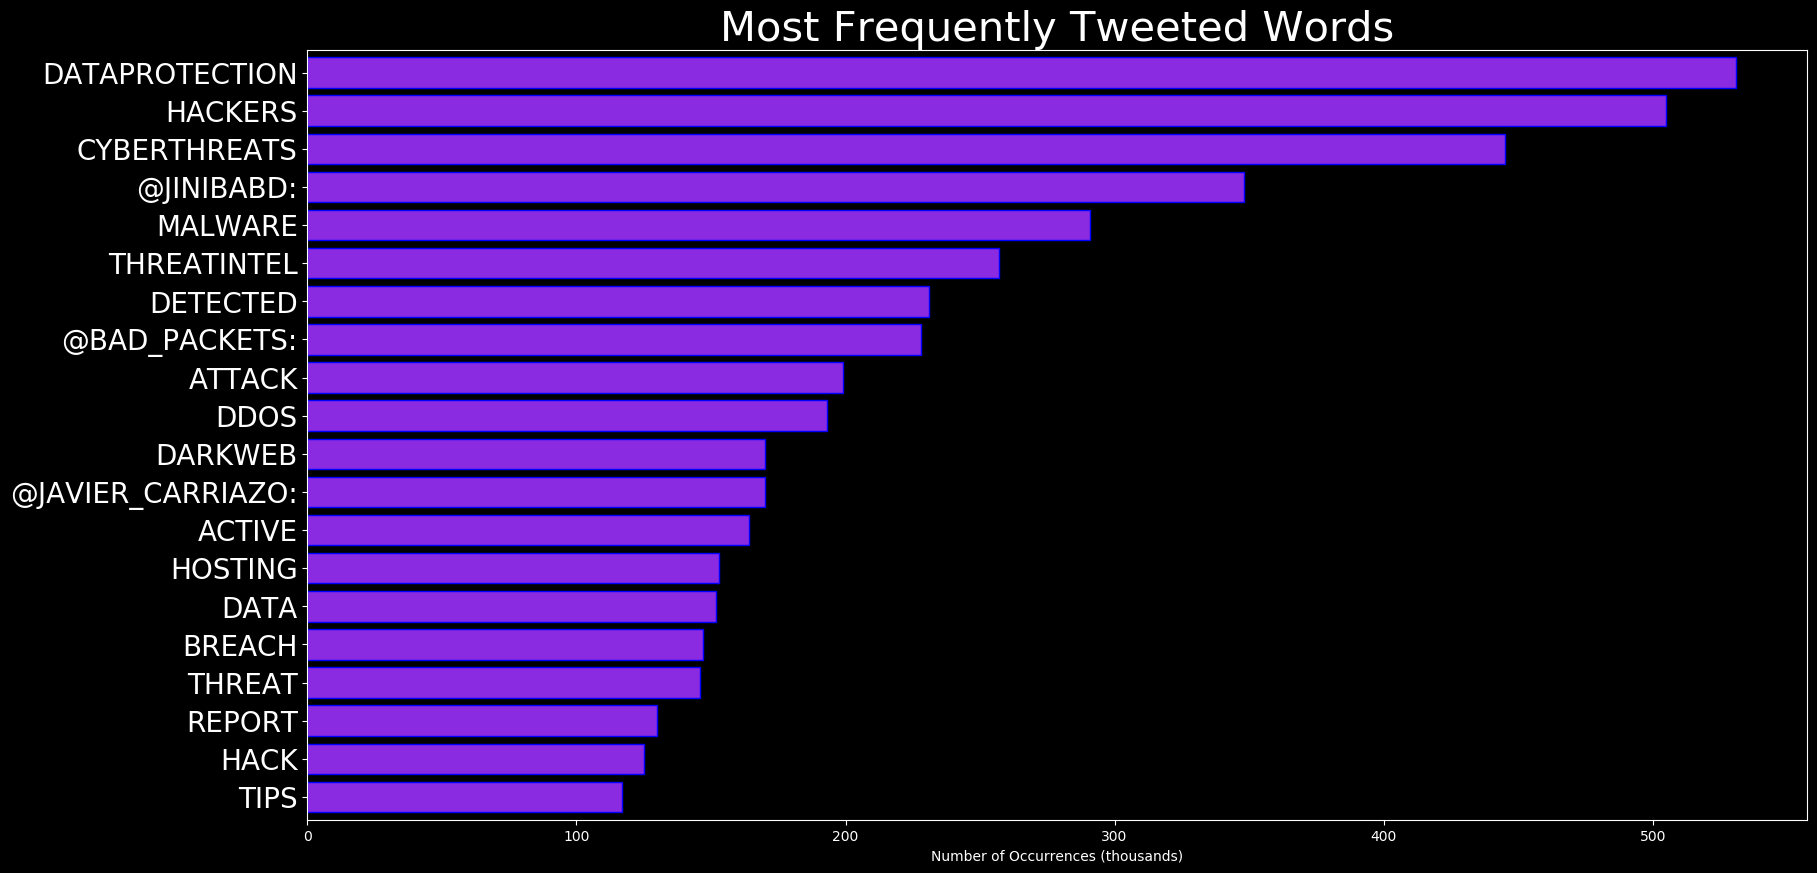 Most Frequently Tweeted Words
DATAPROTECTION
HACKERS
CYBERTHREATS
@JINIBABD:
MALWARE
THREATINTEL
DETECTED
@BAD_PACKETS:
ATTACK
DDOS
DARKWEB
@JAVIER_CARRIAZO:
ACTIVE
HOSTING
DATA
BREACH
THREAT
REPORT
HACK
TIPS
0 100 200 300 400 500
Number of Occurrences (thousands)